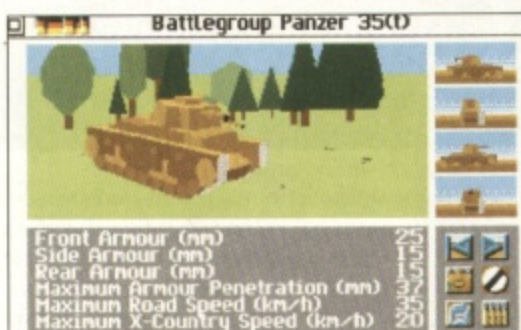 Battlegroup Panzer 35(t)
Front Armour (mm) 25
Side Armour (mm) 15
Rear Armour (mm) 15
Maximum Armour Penetration (mm) 37
Maximum Road Speed (km/h) 35
Maximum X-Country Speed (km/h) 20